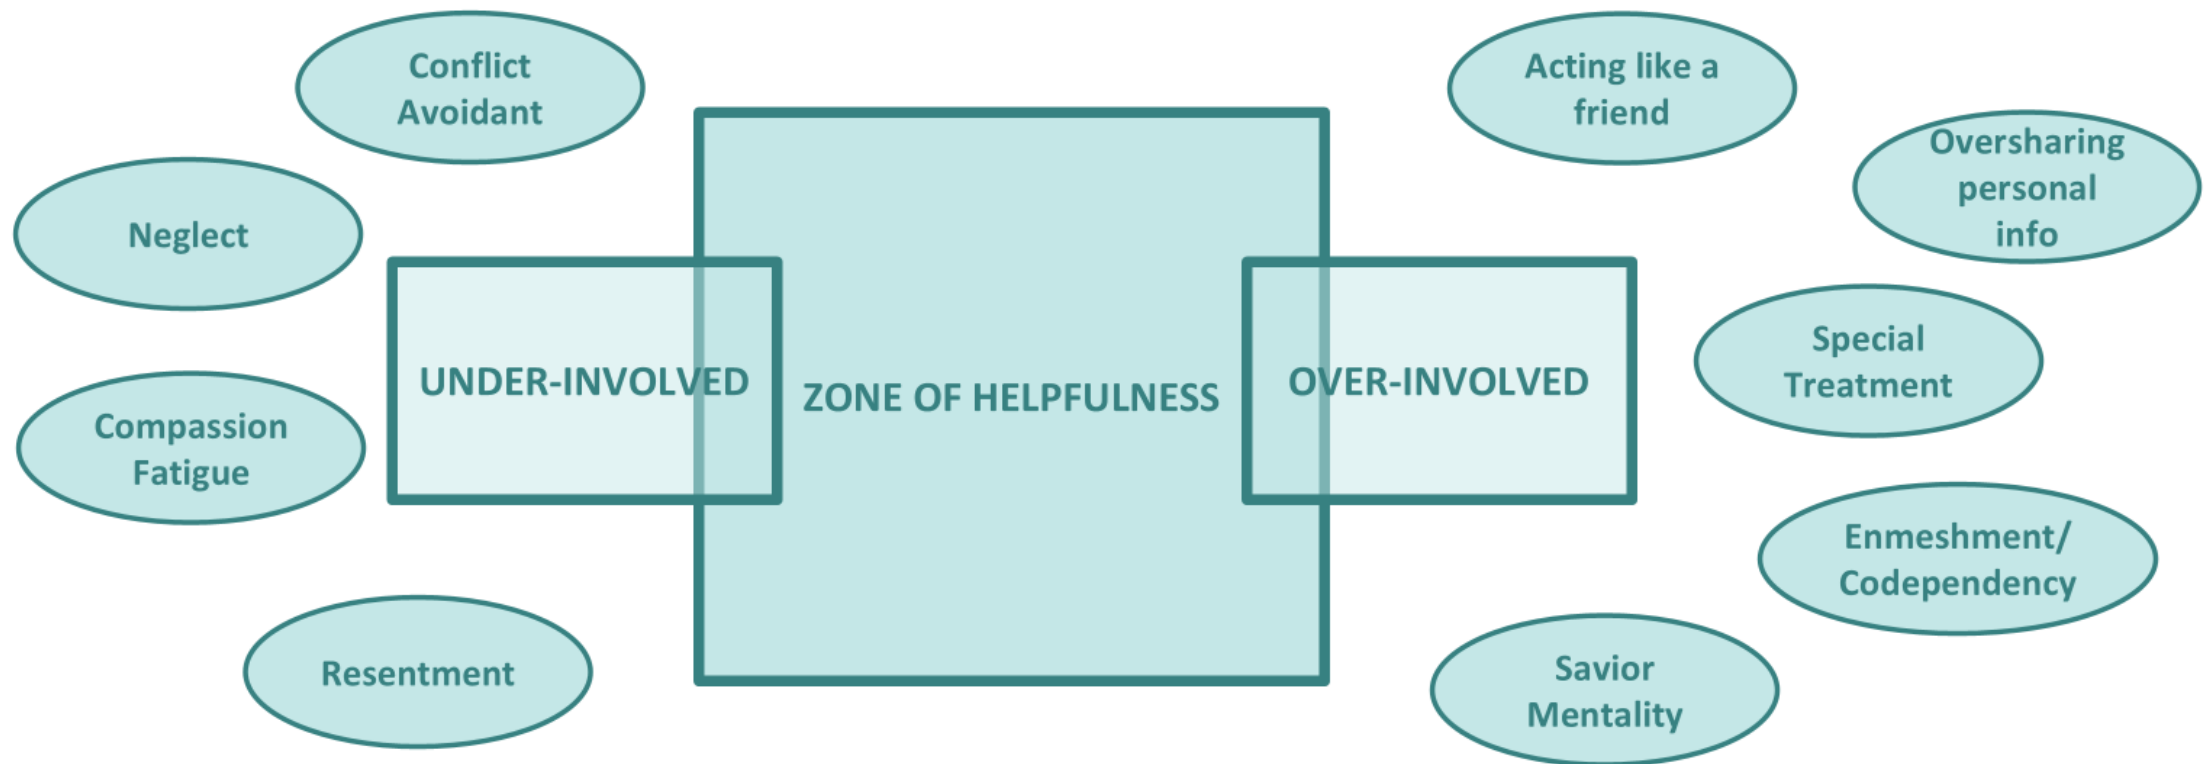 Conflict
Avoidant
Neglect
Compassion
Fatigue
Resentment
UNDER-INVOLVED
ZONE OF HELPFULNESS
OVER-INVOLVED
Acting like a
friend
Oversharing
personal
info
Special
Treatment
Enmeshment/
Codependency
Savior
Mentality